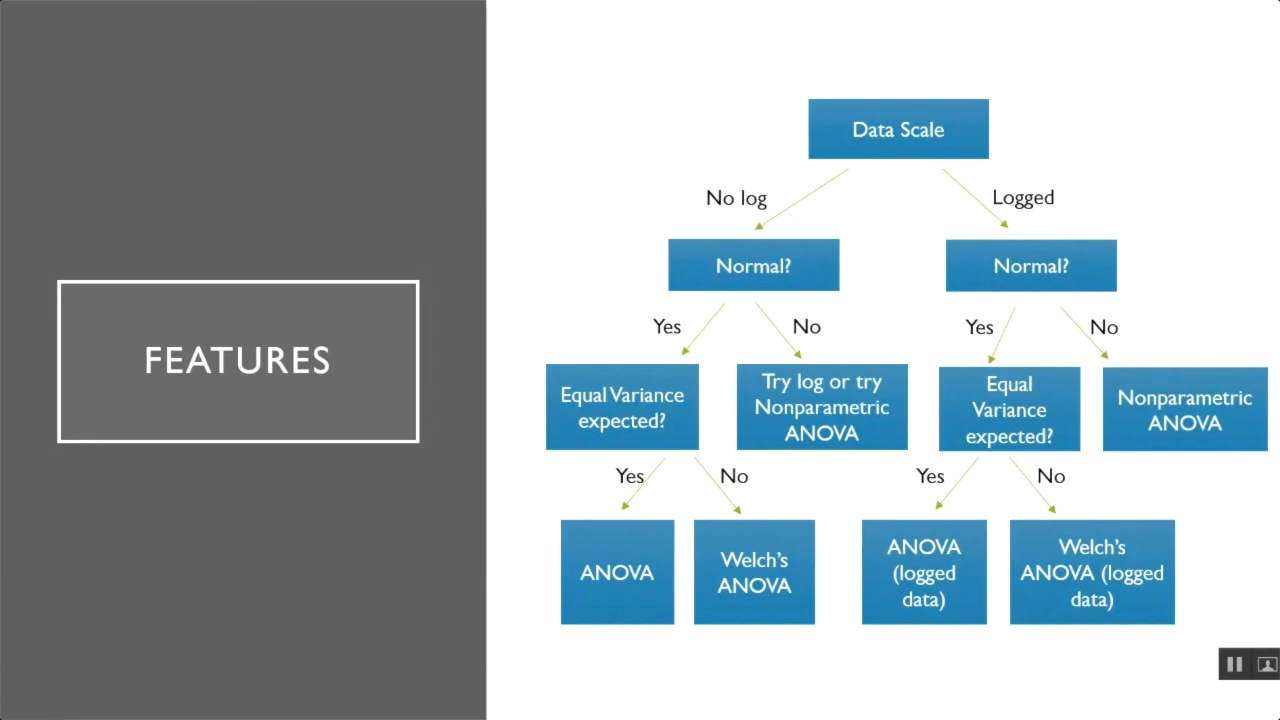 FEATURES
Data Scale
No log
Logged
Normal?
Normal?
Yes
No
Yes
No
Equal Variance
expected?
Try log or try
Nonparametric
ANOVA
Equal
Variance
expected?
Nonparametric
ANOVA
Yes
No
Yes
No
ANOVA
Welch's
ANOVA
ANOVA
(logged
data)
Welch's
ANOVA (logged
data)